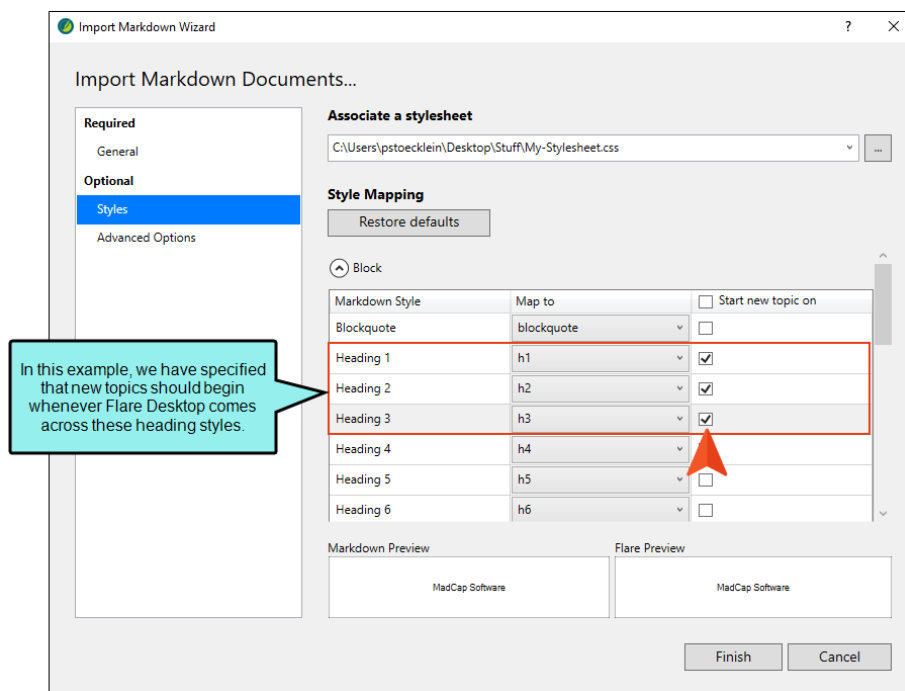 Import Markdown Wizard
?
Import Markdown Documents...
Required
General
Optional
Styles
Advanced Options
Associate a stylesheet
C:\Users\pstoecklein\Desktop\Stuff\My-Stylesheet.css
...
Style Mapping
Restore defaults
Block
Markdown Style Map to Start new topic on
Blockquote blockquote
Heading 1 h1
Heading 2 h2
Heading 3 h3
Heading 4 h4
Heading 5 h5
Heading 6 h6
In this example, we have specified
that new topics should begin
whenever Flare Desktop comes
across these heading styles.
Markdown Preview Flare Preview
MadCap Software MadCap Software
Finish Cancel